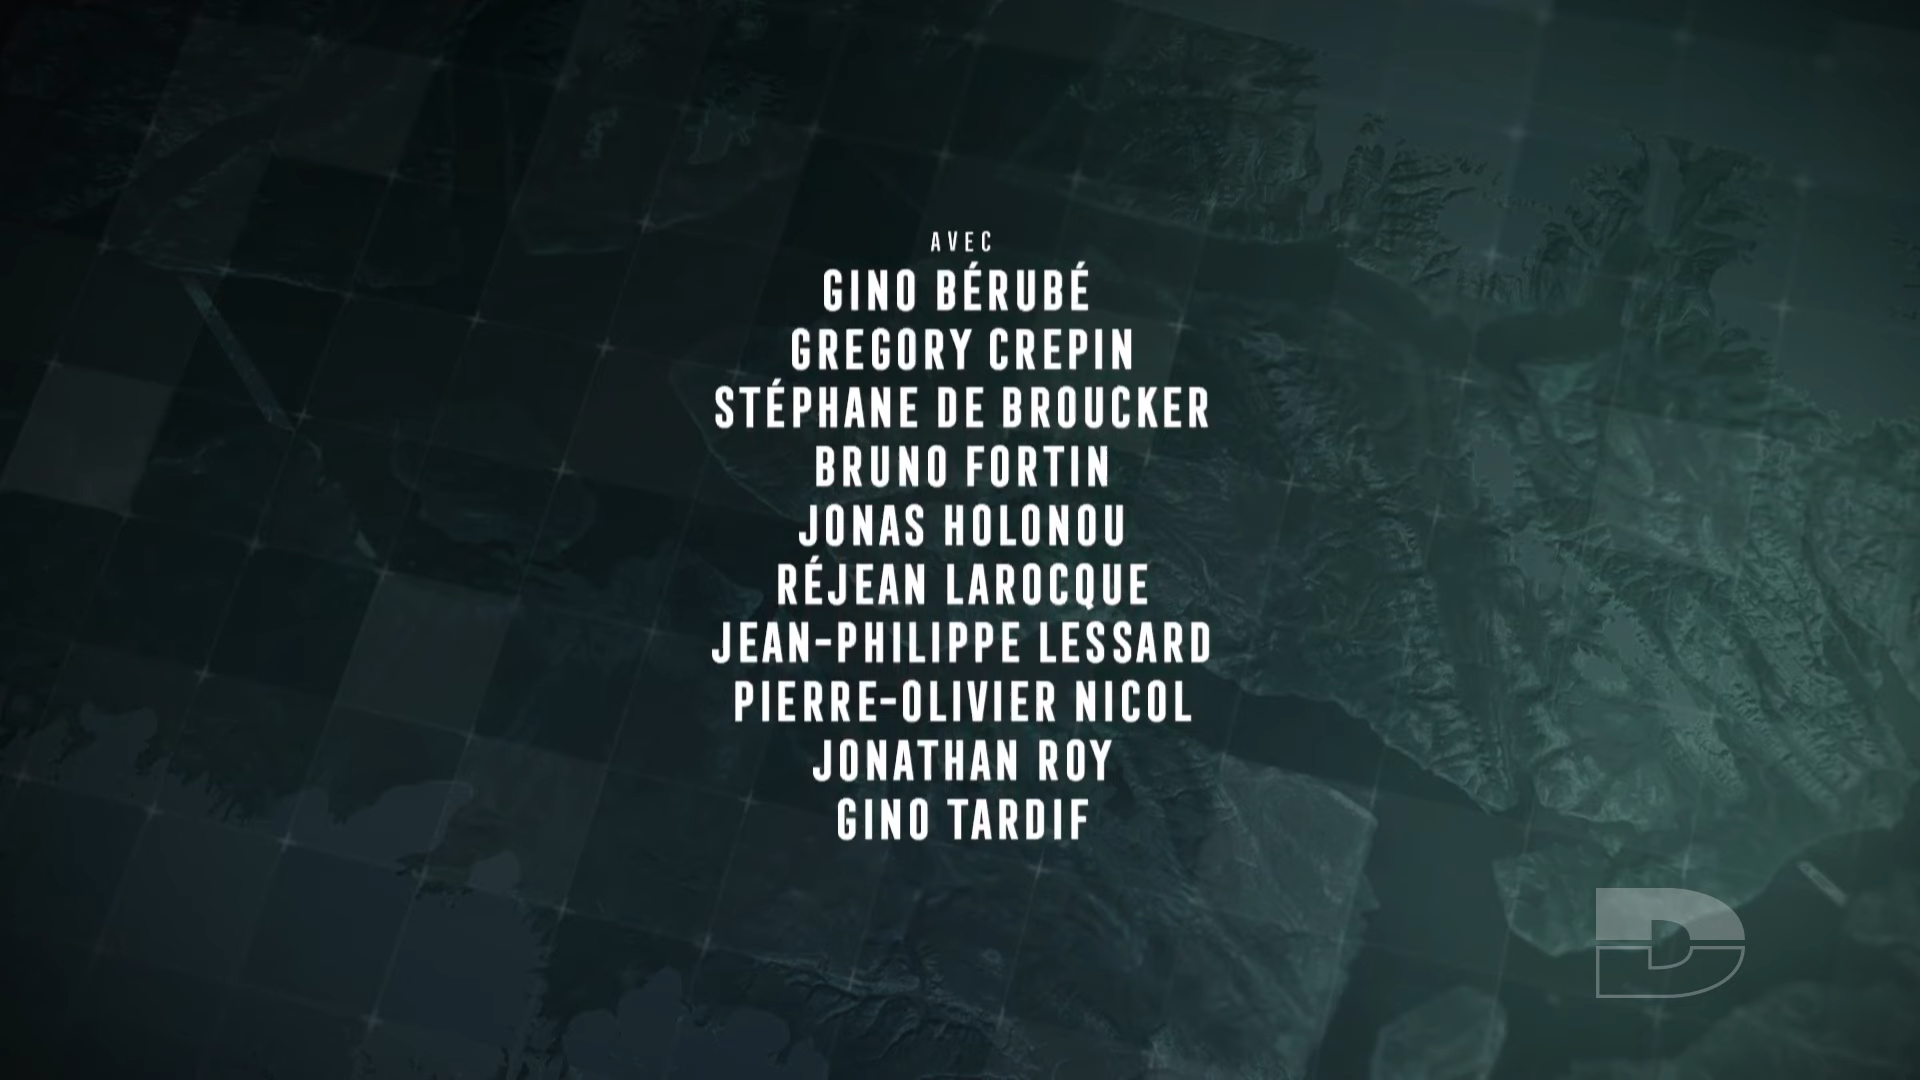 AVEC
GINO BÉRUBÉ
GREGORY CREPIN
STÉPHANE DE BROUCKER
BRUNO FORTIN
JONAS HOLONOU
RÉJEAN LAROCQUE
JEAN-PHILIPPE LESSARD
PIERRE-OLIVIER NICOL
JONATHAN ROY
GINO TARDIF
D